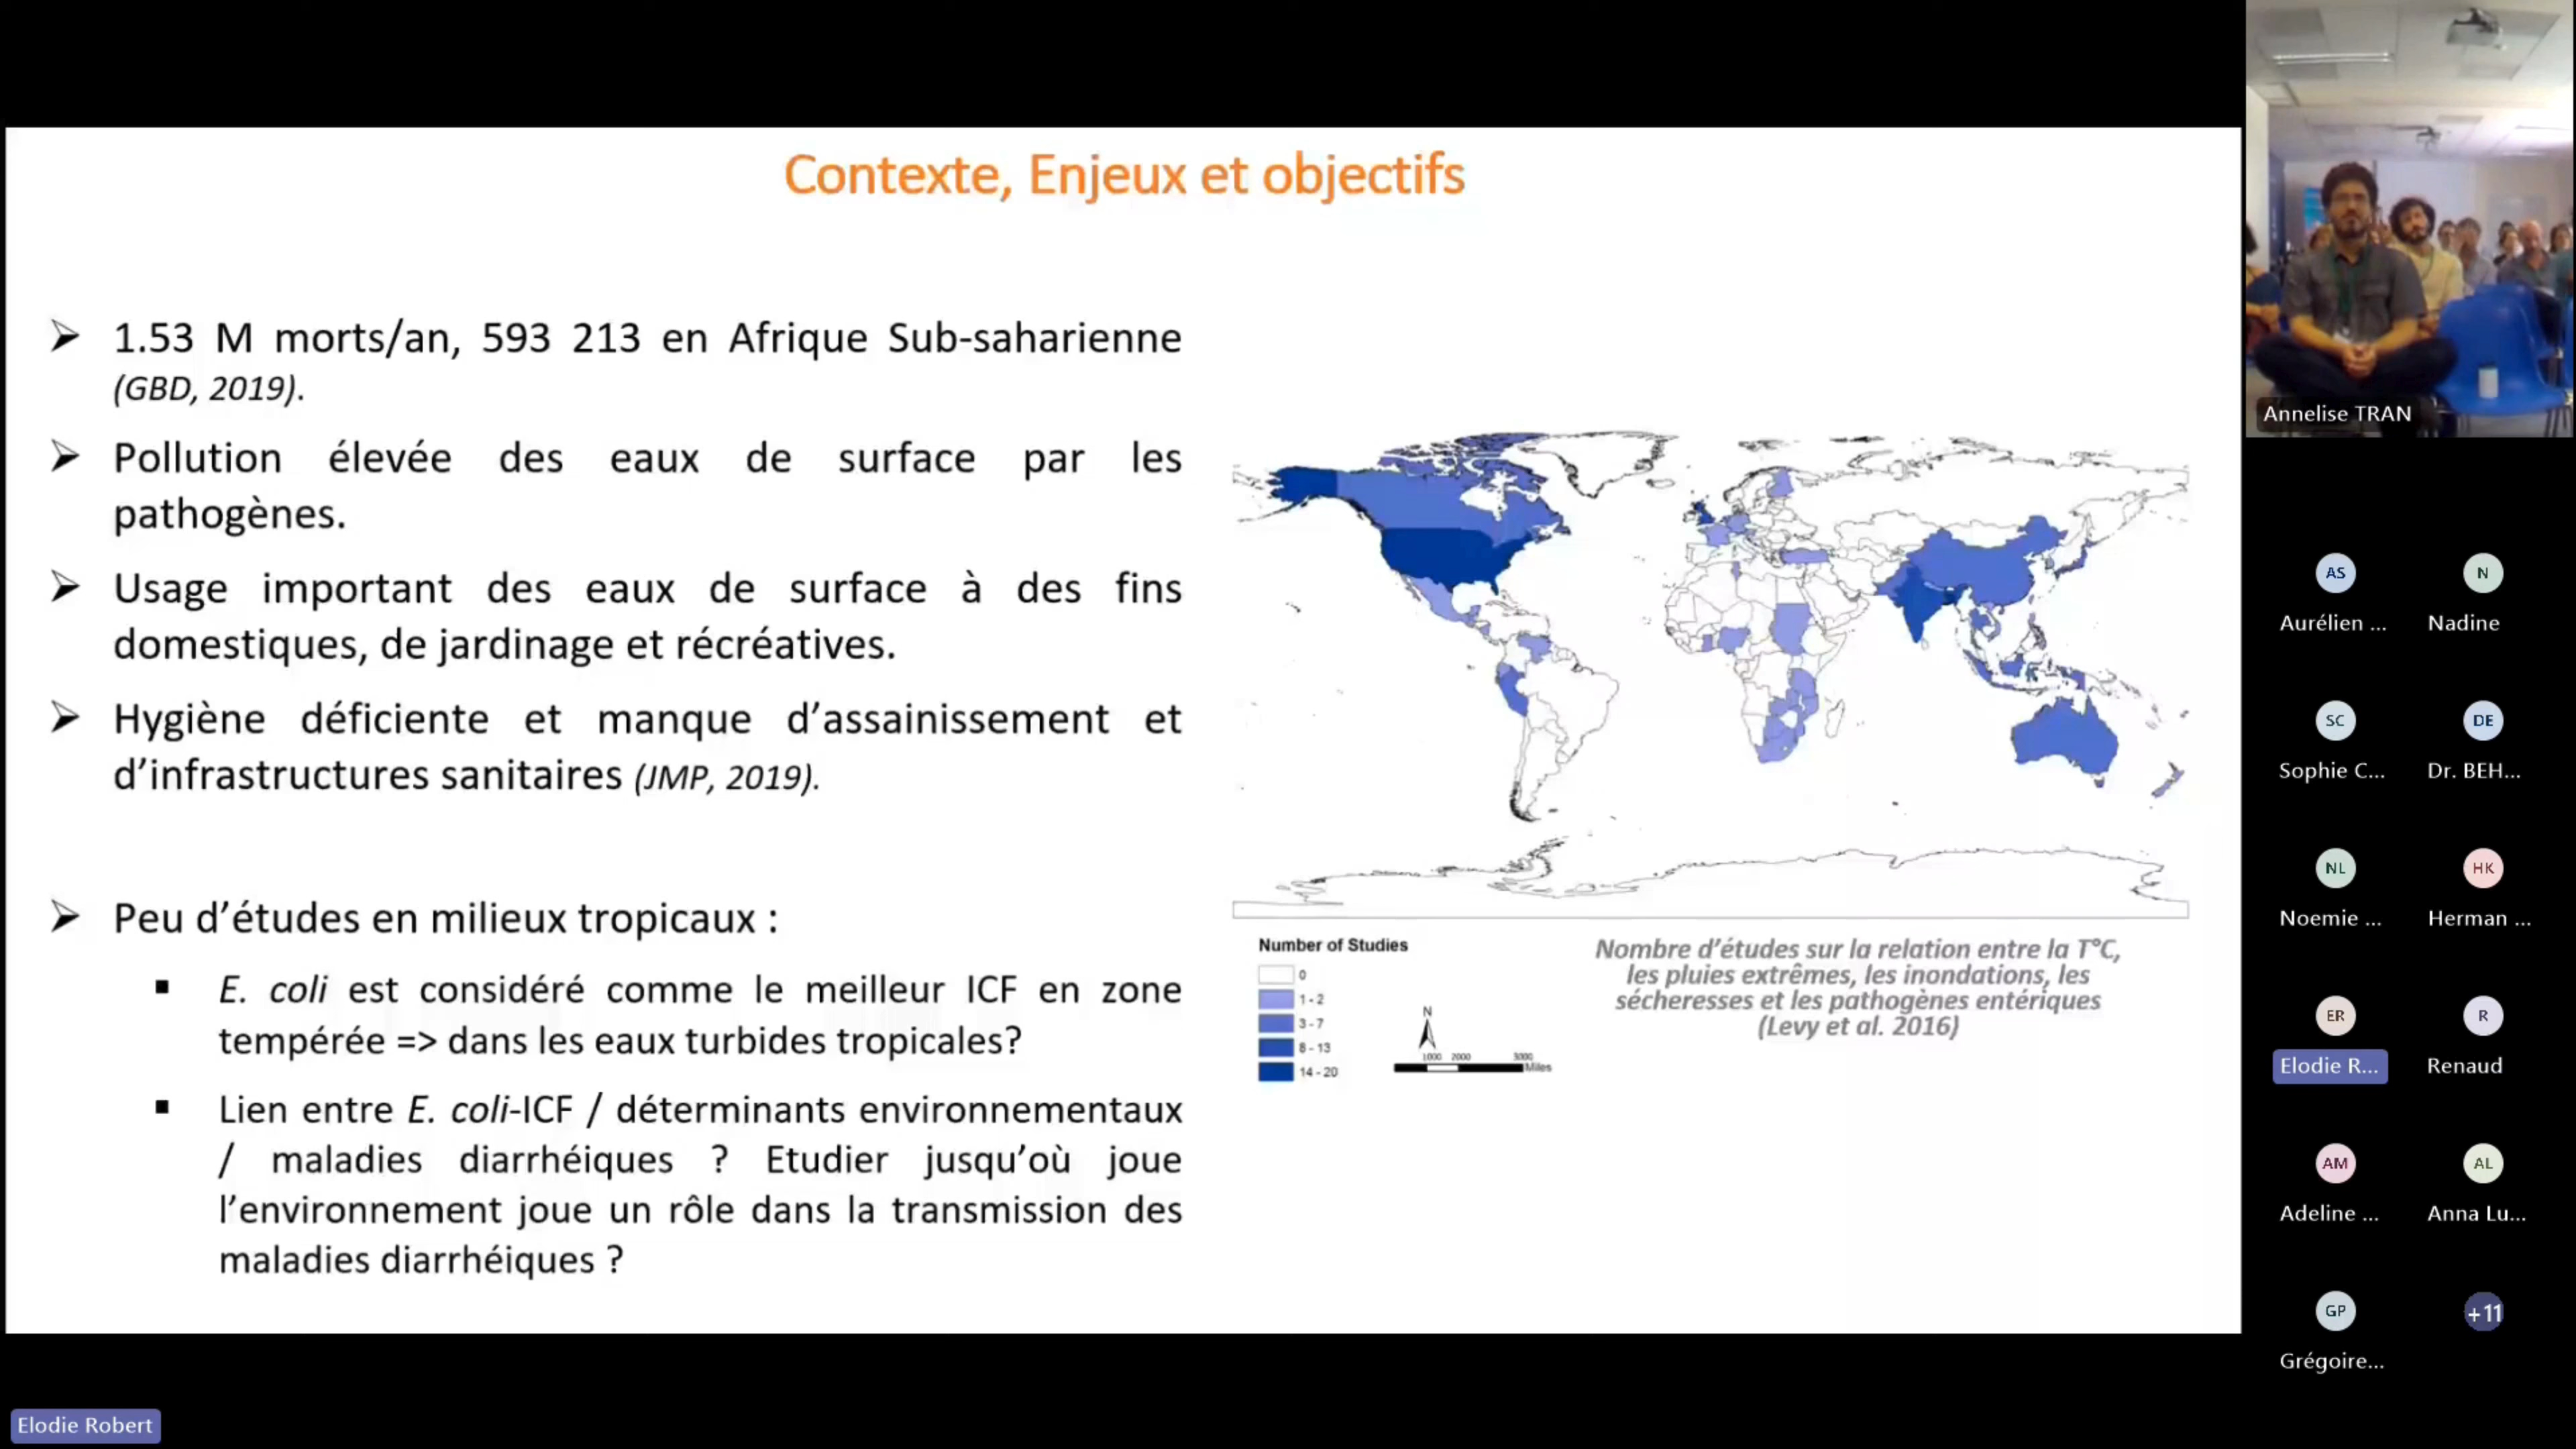 Contexte, Enjeux et objectifs
1.53 M morts/an, 593 213 en Afrique Sub-saharienne
(GBD, 2019).
Pollution élevée des eaux de surface par les
pathogènes.
Usage important des eaux de surface à des fins
domestiques, de jardinage et récréatives.
Hygiène déficiente et manque d'assainissement et
d'infrastructures sanitaires (JMP, 2019).
Peu d'études en milieux tropicaux :
E. coli est considéré comme le meilleur ICF en zone
tempérée => dans les eaux turbides tropicales?
Lien entre E. coli-ICF / déterminants environnementaux
/ maladies diarrhéiques ? Etudier jusqu'où joue
l'environnement joue un rôle dans la transmission des
maladies diarrhéiques ?
Number of Studies
0
1 - 2
3 - 7
8 - 13
14 - 20
N
1000 2000 3000
Miles
Nombre d'études sur la relation entre la T°C,
les pluies extrêmes, les inondations, les
sécheresses et les pathogènes entériques
(Levy et al. 2016)
Annelise TRAN
AS
N
Aurélien ...
Nadine
SC
DE
Sophie C...
Dr. BEH...
NL
HK
Noemie ...
Herman ...
ER
R
Elodie R...
Renaud
AM
AL
Adeline ...
Anna Lu...
GP
+11
Grégoire...
Elodie Robert